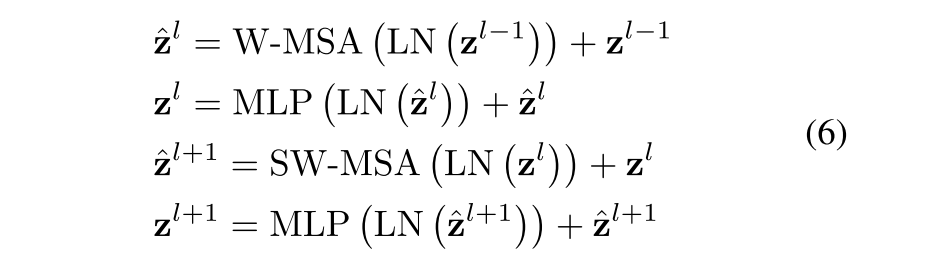 ẑ^l = W-MSA (LN (z^{l−1})) + z^{l−1}
z^l = MLP (LN (ẑ^l)) + ẑ^l
(6)
ẑ^{l+1} = SW-MSA (LN (z^l)) + z^l
z^{l+1} = MLP (LN (ẑ^{l+1})) + ẑ^{l+1}